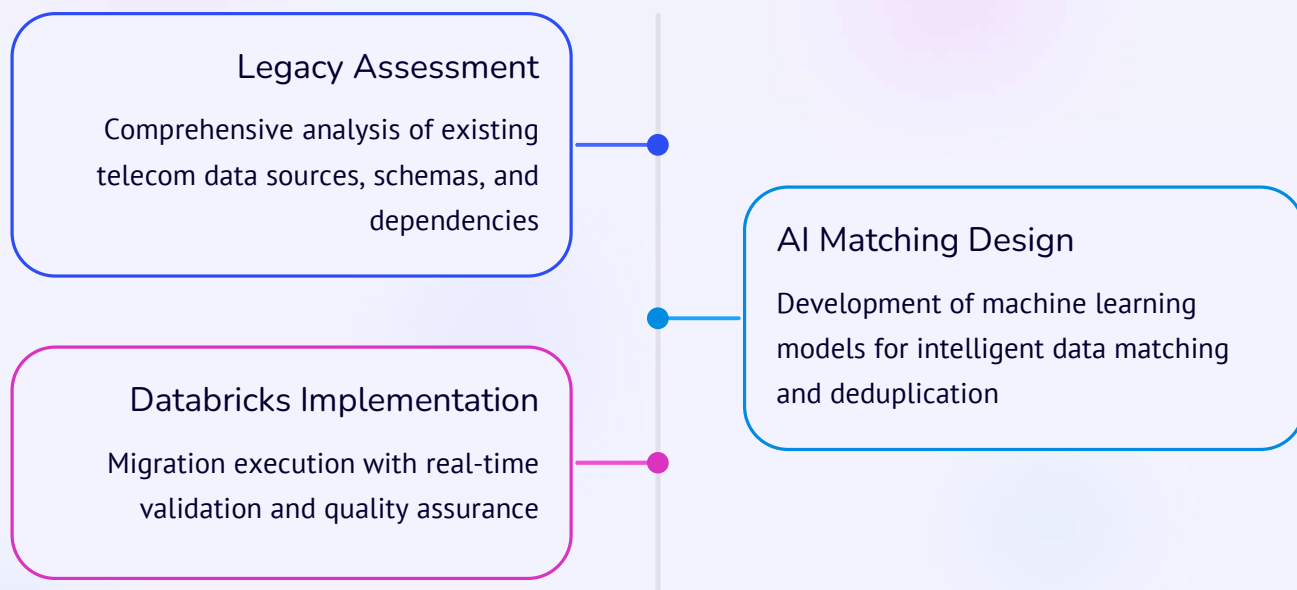 Legacy Assessment
Comprehensive analysis of existing
telecom data sources, schemas, and
dependencies
AI Matching Design
Development of machine learning
models for intelligent data matching
and deduplication
Databricks Implementation
Migration execution with real-time
validation and quality assurance